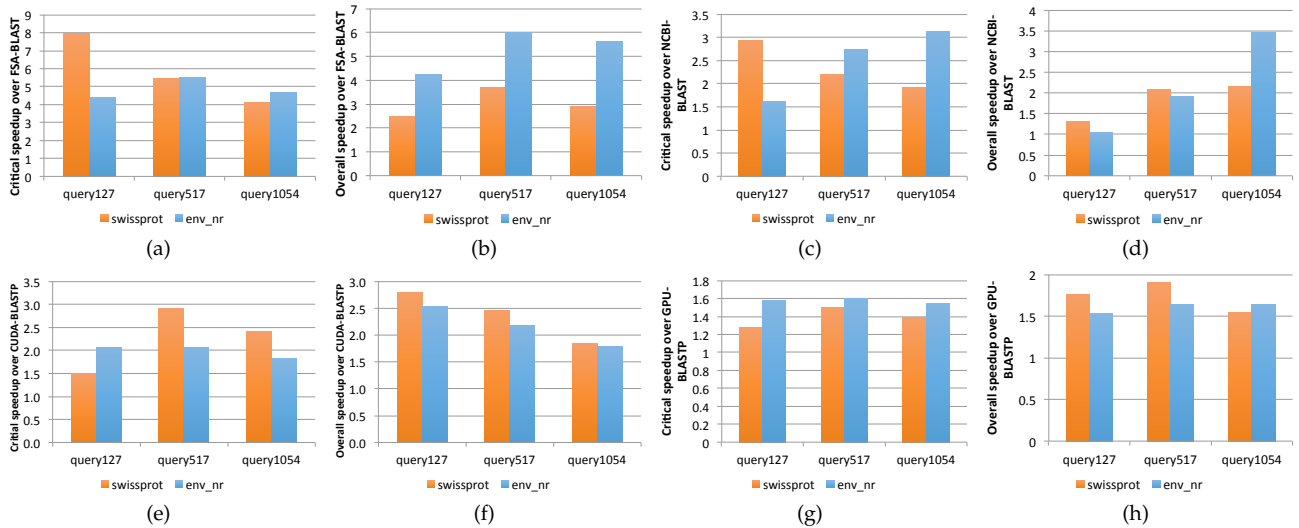 Critical speedup over FSA-BLAST
9
8
7
6
5
4
3
2
1
0
query127 query517 query1054
swissprot env_nr
(a)
Overall speedup over FSA-BLAST
7
6
5
4
3
2
1
0
query127 query517 query1054
swissprot env_nr
(b)
Critical speedup over NCBI-
BLAST
3.5
3
2.5
2
1.5
1
0.5
0
query127 query517 query1054
swissprot env_nr
(c)
Overall speedup over NCBI-
BLAST
4
3.5
3
2.5
2
1.5
1
0.5
0
query127 query517 query1054
swissprot env_nr
(d)
Critial speedup over CUDA-BLASTP
3.5
3.0
2.5
2.0
1.5
1.0
0.5
0.0
query127 query517 query1054
swissprot env_nr
(e)
Overall speedup over CUDA-BLASTP
3.0
2.5
2.0
1.5
1.0
0.5
0.0
query127 query517 query1054
swissprot env_nr
(f)
Critical speedup over GPU-
BLASTP
1.8
1.6
1.4
1.2
1
0.8
0.6
0.4
0.2
0
query127 query517 query1054
swissprot env_nr
(g)
Overall speedup over GPU-
BLASTP
2
1.5
1
0.5
0
query127 query517 query1054
swissprot env_nr
(h)